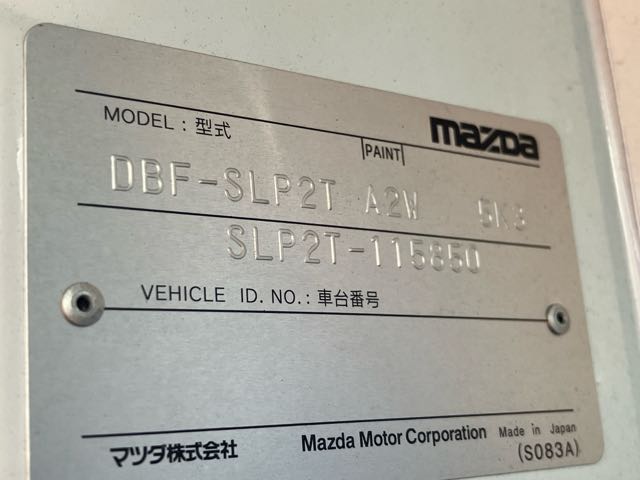 mazda
MODEL : 型式 PAINT
DBF-SLP2T A2W 5K3
SLP2T-115850
VEHICLE ID. NO. : 車台番号
マツダ株式会社 Mazda Motor Corporation Made in Japan
(S083A)